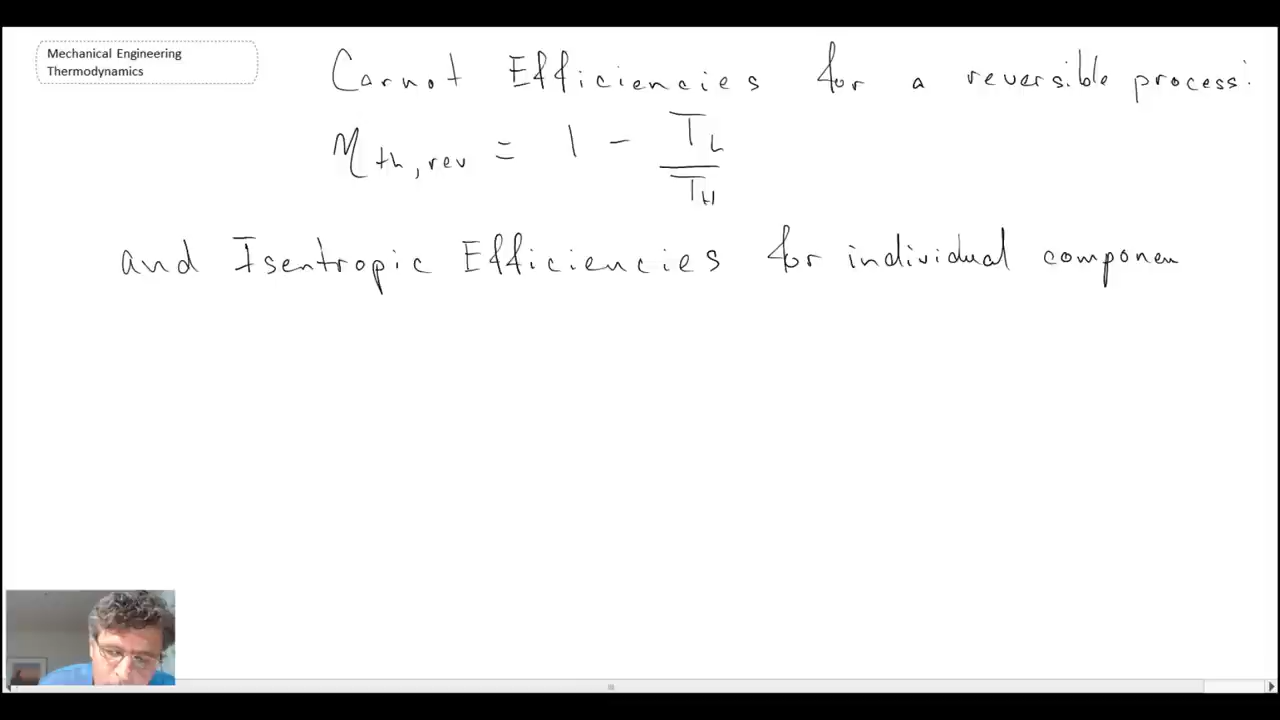 Mechanical Engineering
Thermodynamics
Carnot Efficiencies for a reversible process:
η th, rev = 1 - T L / T H
and Isentropic Efficiencies for individual componen